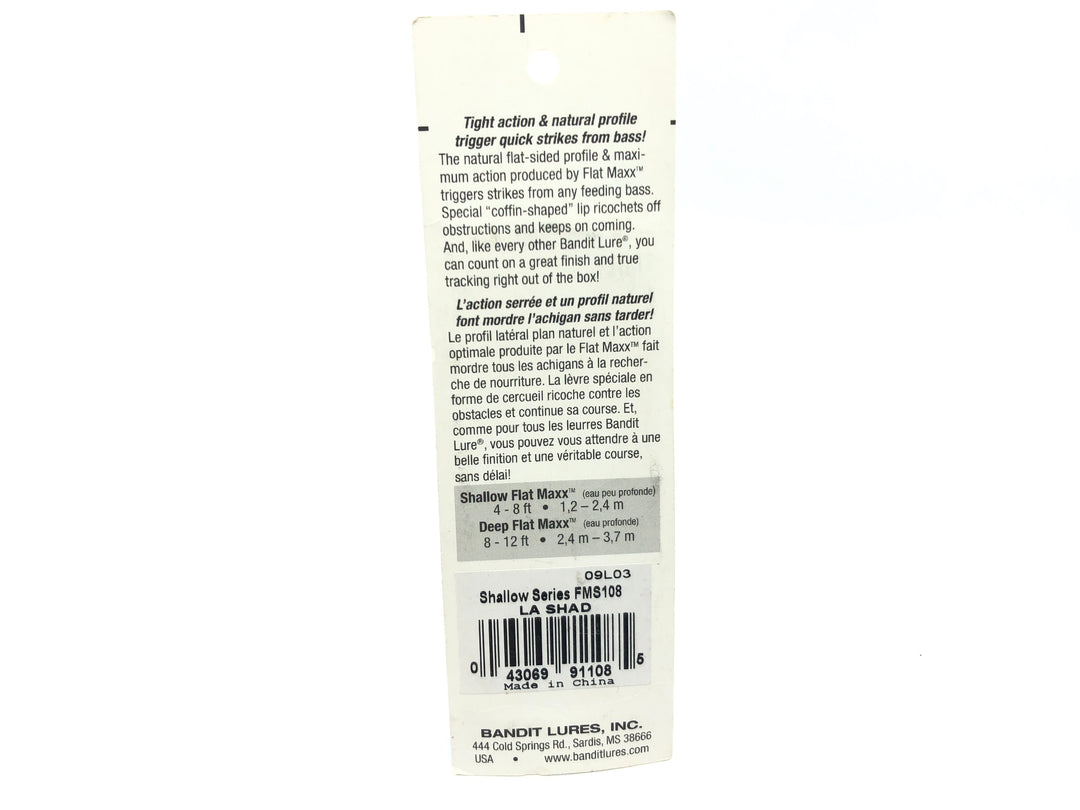 Tight action & natural profile
trigger quick strikes from bass!
The natural flat-sided profile & maxi-
mum action produced by Flat Maxx™
triggers strikes from any feeding bass.
Special “coffin-shaped” lip ricochets off
obstructions and keeps on coming.
And, like every other Bandit Lure®, you
can count on a great finish and true
tracking right out of the box!
L’action serrée et un profil naturel
font mordre l’achigan sans tarder!
Le profil latéral plan naturel et l’action
optimale produite par le Flat Maxx™ fait
mordre tous les achigans à la recher-
che de nourriture. La lèvre spéciale en
forme de cercueil ricoche contre les
obstacles et continue sa course. Et,
comme pour tous les leurres Bandit
Lure®, vous pouvez vous attendre à une
belle finition et une véritable course,
sans délai!
Shallow Flat Maxx™ (eau peu profonde)
4 - 8 ft • 1,2 – 2,4 m
Deep Flat Maxx™ (eau profonde)
8 - 12 ft • 2,4 m – 3,7 m
09L03
Shallow Series FMS108
LA SHAD
0 43069 91108 5
Made in China
BANDIT LURES, INC.
444 Cold Springs Rd., Sardis, MS 38666
USA • www.banditlures.com